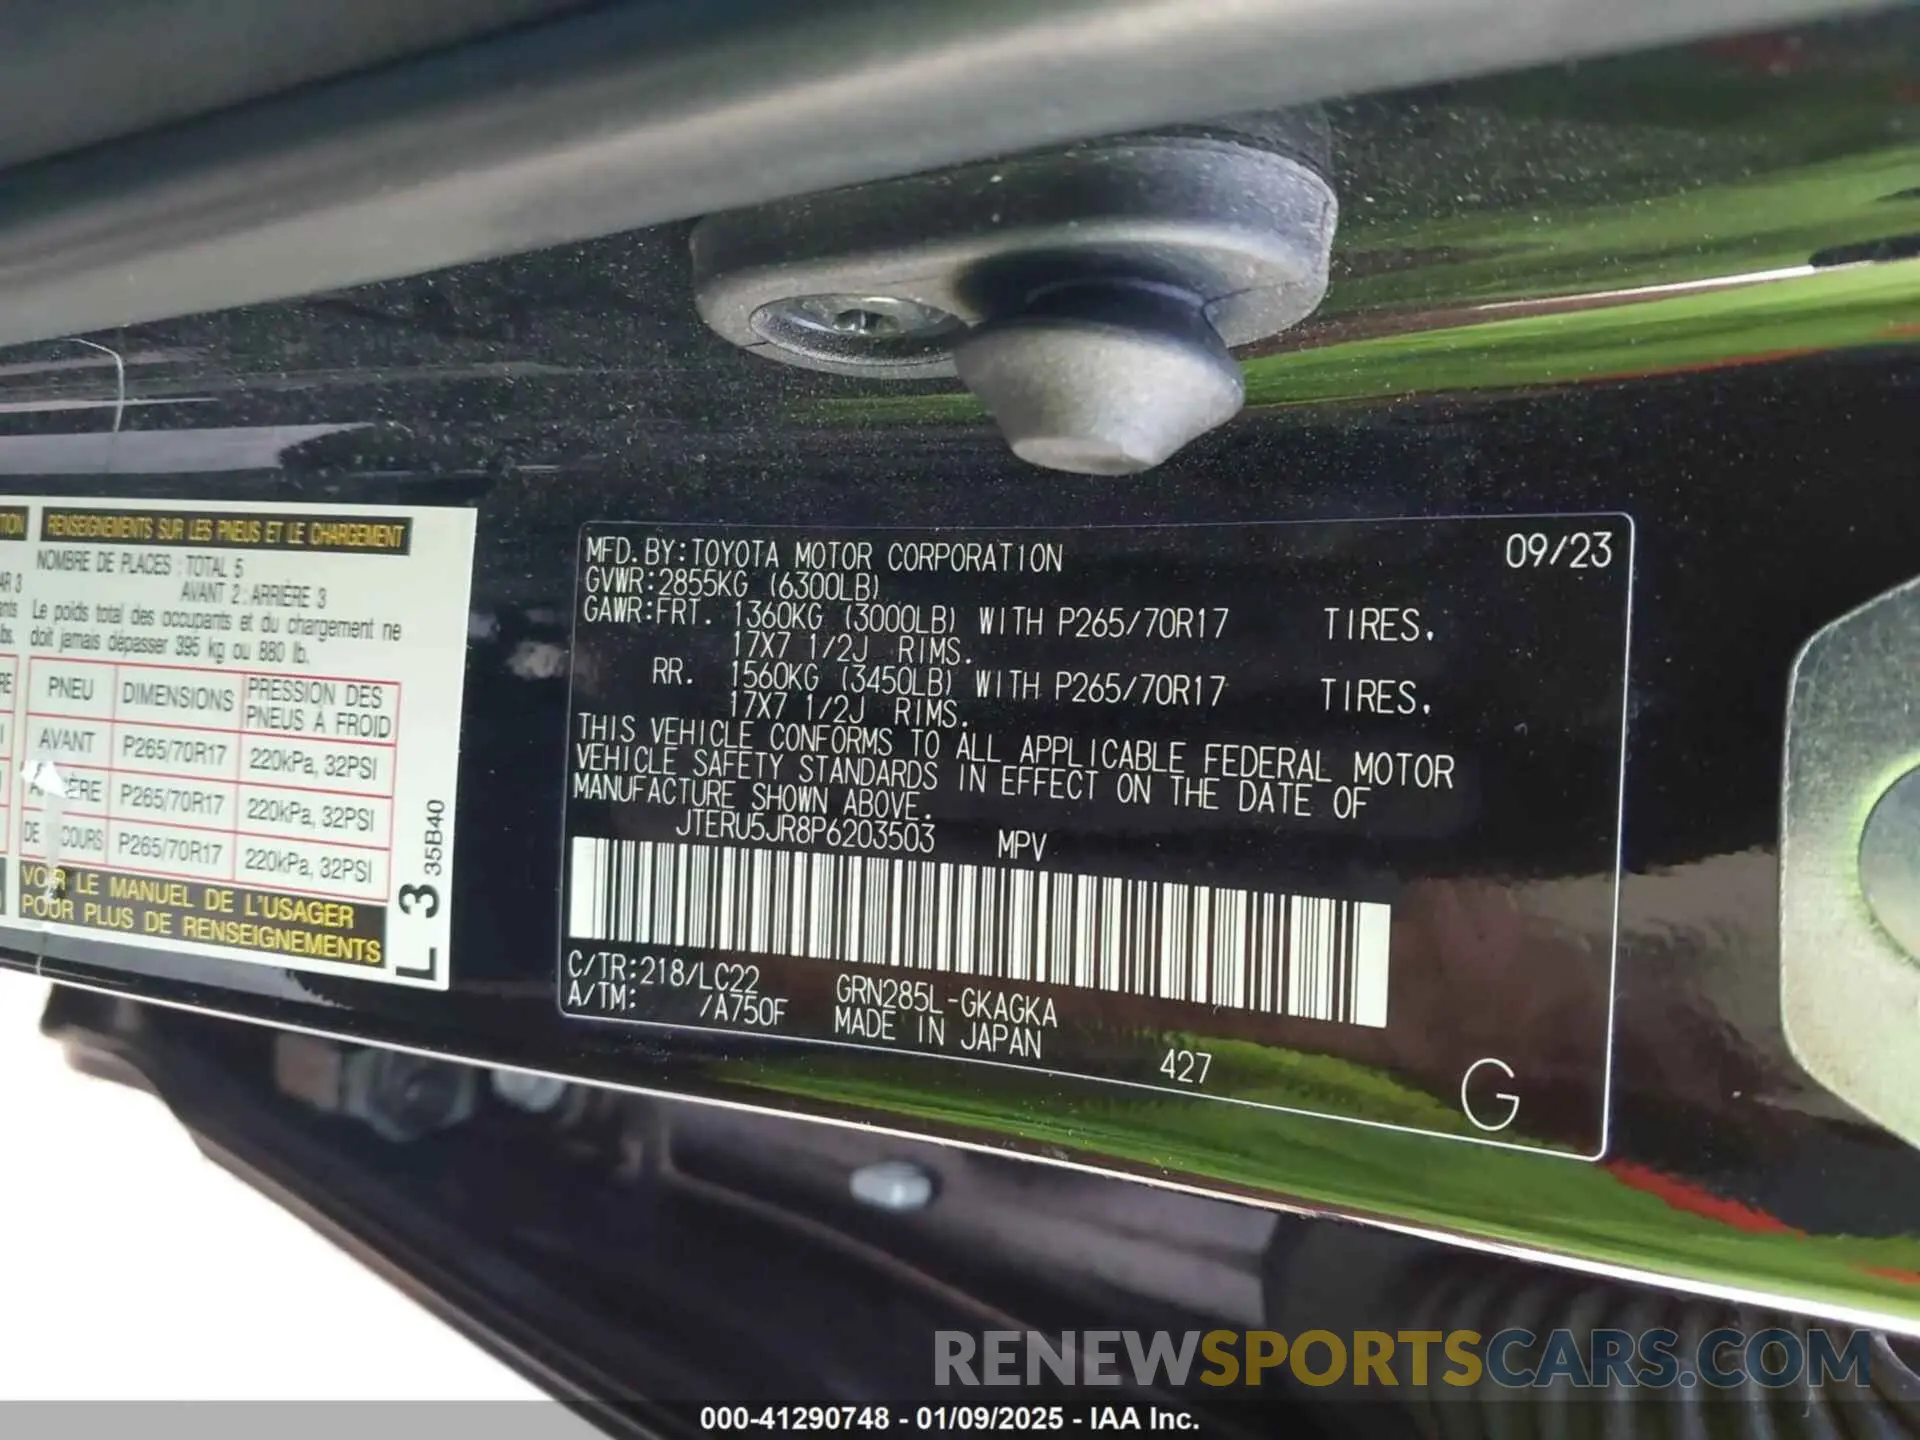 TION
RENSEIGNEMENTS SUR LES PNEUS ET LE CHARGEMENT
NOMBRE DE PLACES : TOTAL 5
AVANT 2 : ARRIÈRE 3
Le poids total des occupants et du chargement ne
doit jamais dépasser 395 kg ou 880 lb.
PNEU DIMENSIONS PRESSION DES PNEUS À FROID
AVANT P265/70R17 220kPa, 32PSI
P265/70R17 220kPa, 32PSI
DE P265/70R17 220kPa, 32PSI
VOIR LE MANUEL DE L'USAGER
POUR PLUS DE RENSEIGNEMENTS
L 3 35B40
MFD.BY:TOYOTA MOTOR CORPORATION 09/23
GVWR:2855KG (6300LB)
GAWR:FRT. 1360KG (3000LB) WITH P265/70R17 TIRES,
17X7 1/2J RIMS.
RR. 1560KG (3450LB) WITH P265/70R17 TIRES,
17X7 1/2J RIMS.
THIS VEHICLE CONFORMS TO ALL APPLICABLE FEDERAL MOTOR
VEHICLE SAFETY STANDARDS IN EFFECT ON THE DATE OF
MANUFACTURE SHOWN ABOVE.
JTERU5JR8P6203503 MPV
C/TR:218/LC22 GRN285L-GKAGKA
A/TM: /A750F MADE IN JAPAN
427
G
RENEWSPORTSCARS.COM
000-41290748 - 01/09/2025 - IAA Inc.